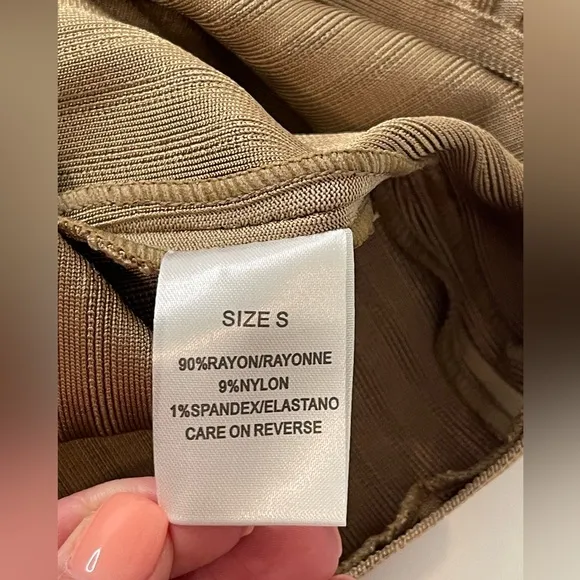 SIZE S
90%RAYON/RAYONNE
9%NYLON
1%SPANDEX/ELASTANO
CARE ON REVERSE